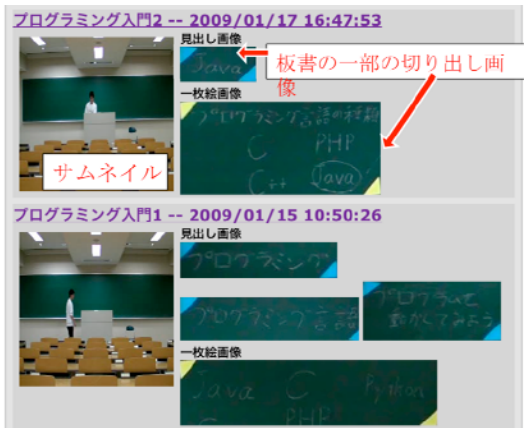 プログラミング入門2 -- 2009/01/17 16:47:53
見出し画像
Java
板書の一部の切り出し画
像
一枚絵画像
プログラミング言語の種類
C PHP
C++ Java
サムネイル
プログラミング入門1 -- 2009/01/15 10:50:26
見出し画像
プログラミング
プログラミング言語
プログラムを
動かしてみよう
一枚絵画像
Java C Python
PHP